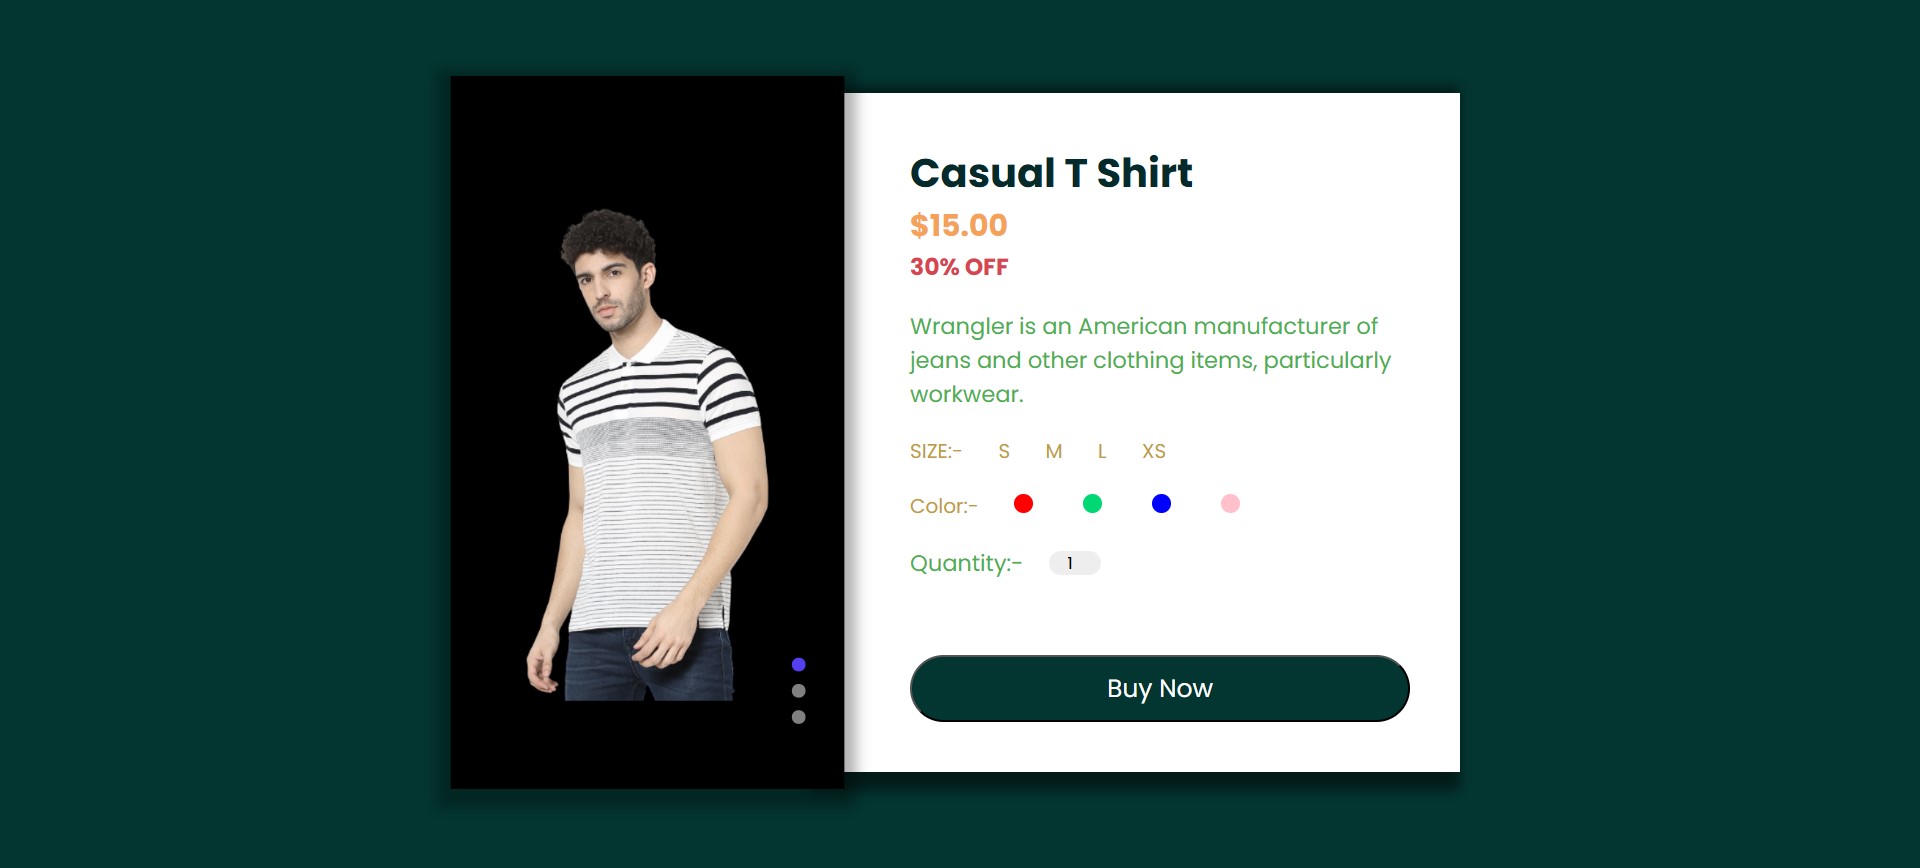 Casual T Shirt
$15.00
30% OFF
Wrangler is an American manufacturer of
jeans and other clothing items, particularly
workwear.
SIZE:- S M L XS
Color:-
Quantity:- 1
Buy Now